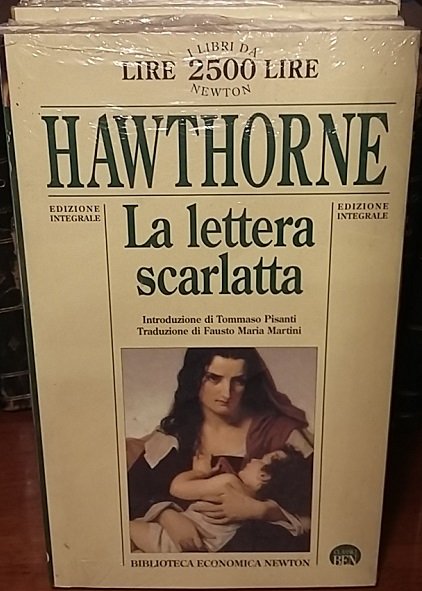 I LIBRI DA
LIRE 2500 LIRE
NEWTON
HAWTHORNE
EDIZIONE
INTEGRALE
La lettera
scarlatta
EDIZIONE
INTEGRALE
Introduzione di Tommaso Pisanti
Traduzione di Fausto Maria Martini
BIBLIOTECA ECONOMICA NEWTON
CLASSICI
BEN